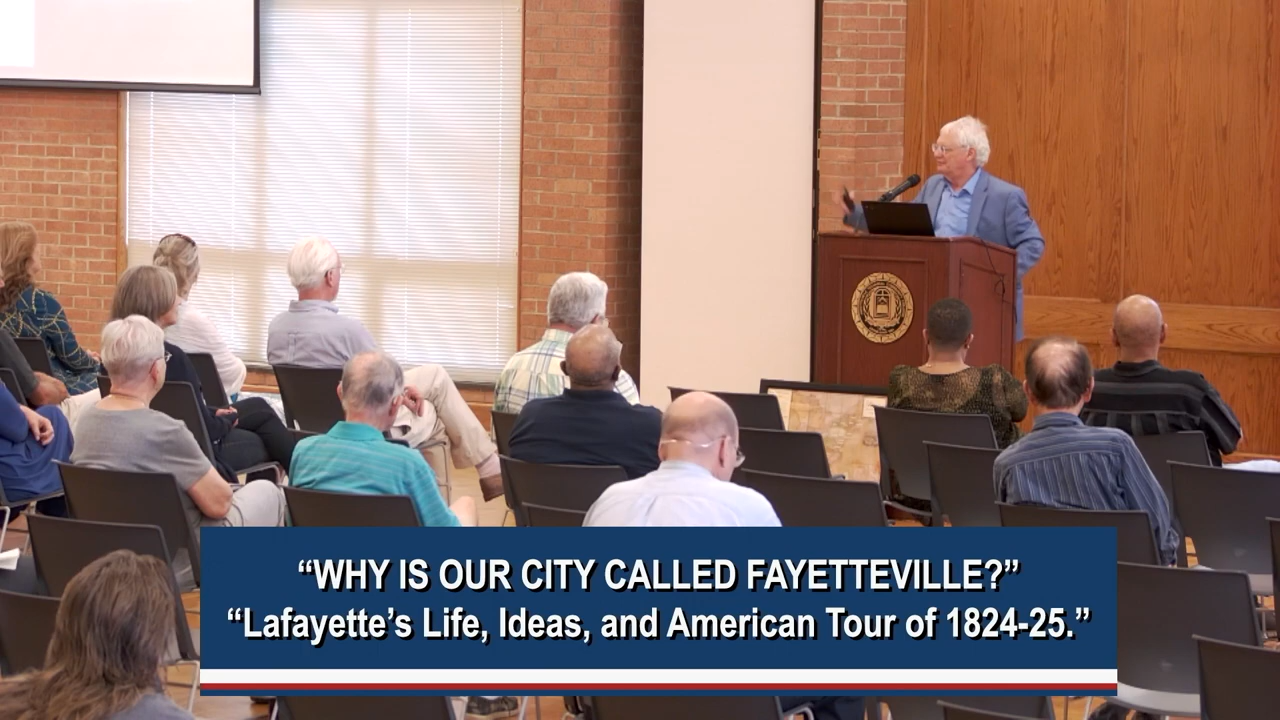 “WHY IS OUR CITY CALLED FAYETTEVILLE?”
“Lafayette’s Life, Ideas, and American Tour of 1824-25.”